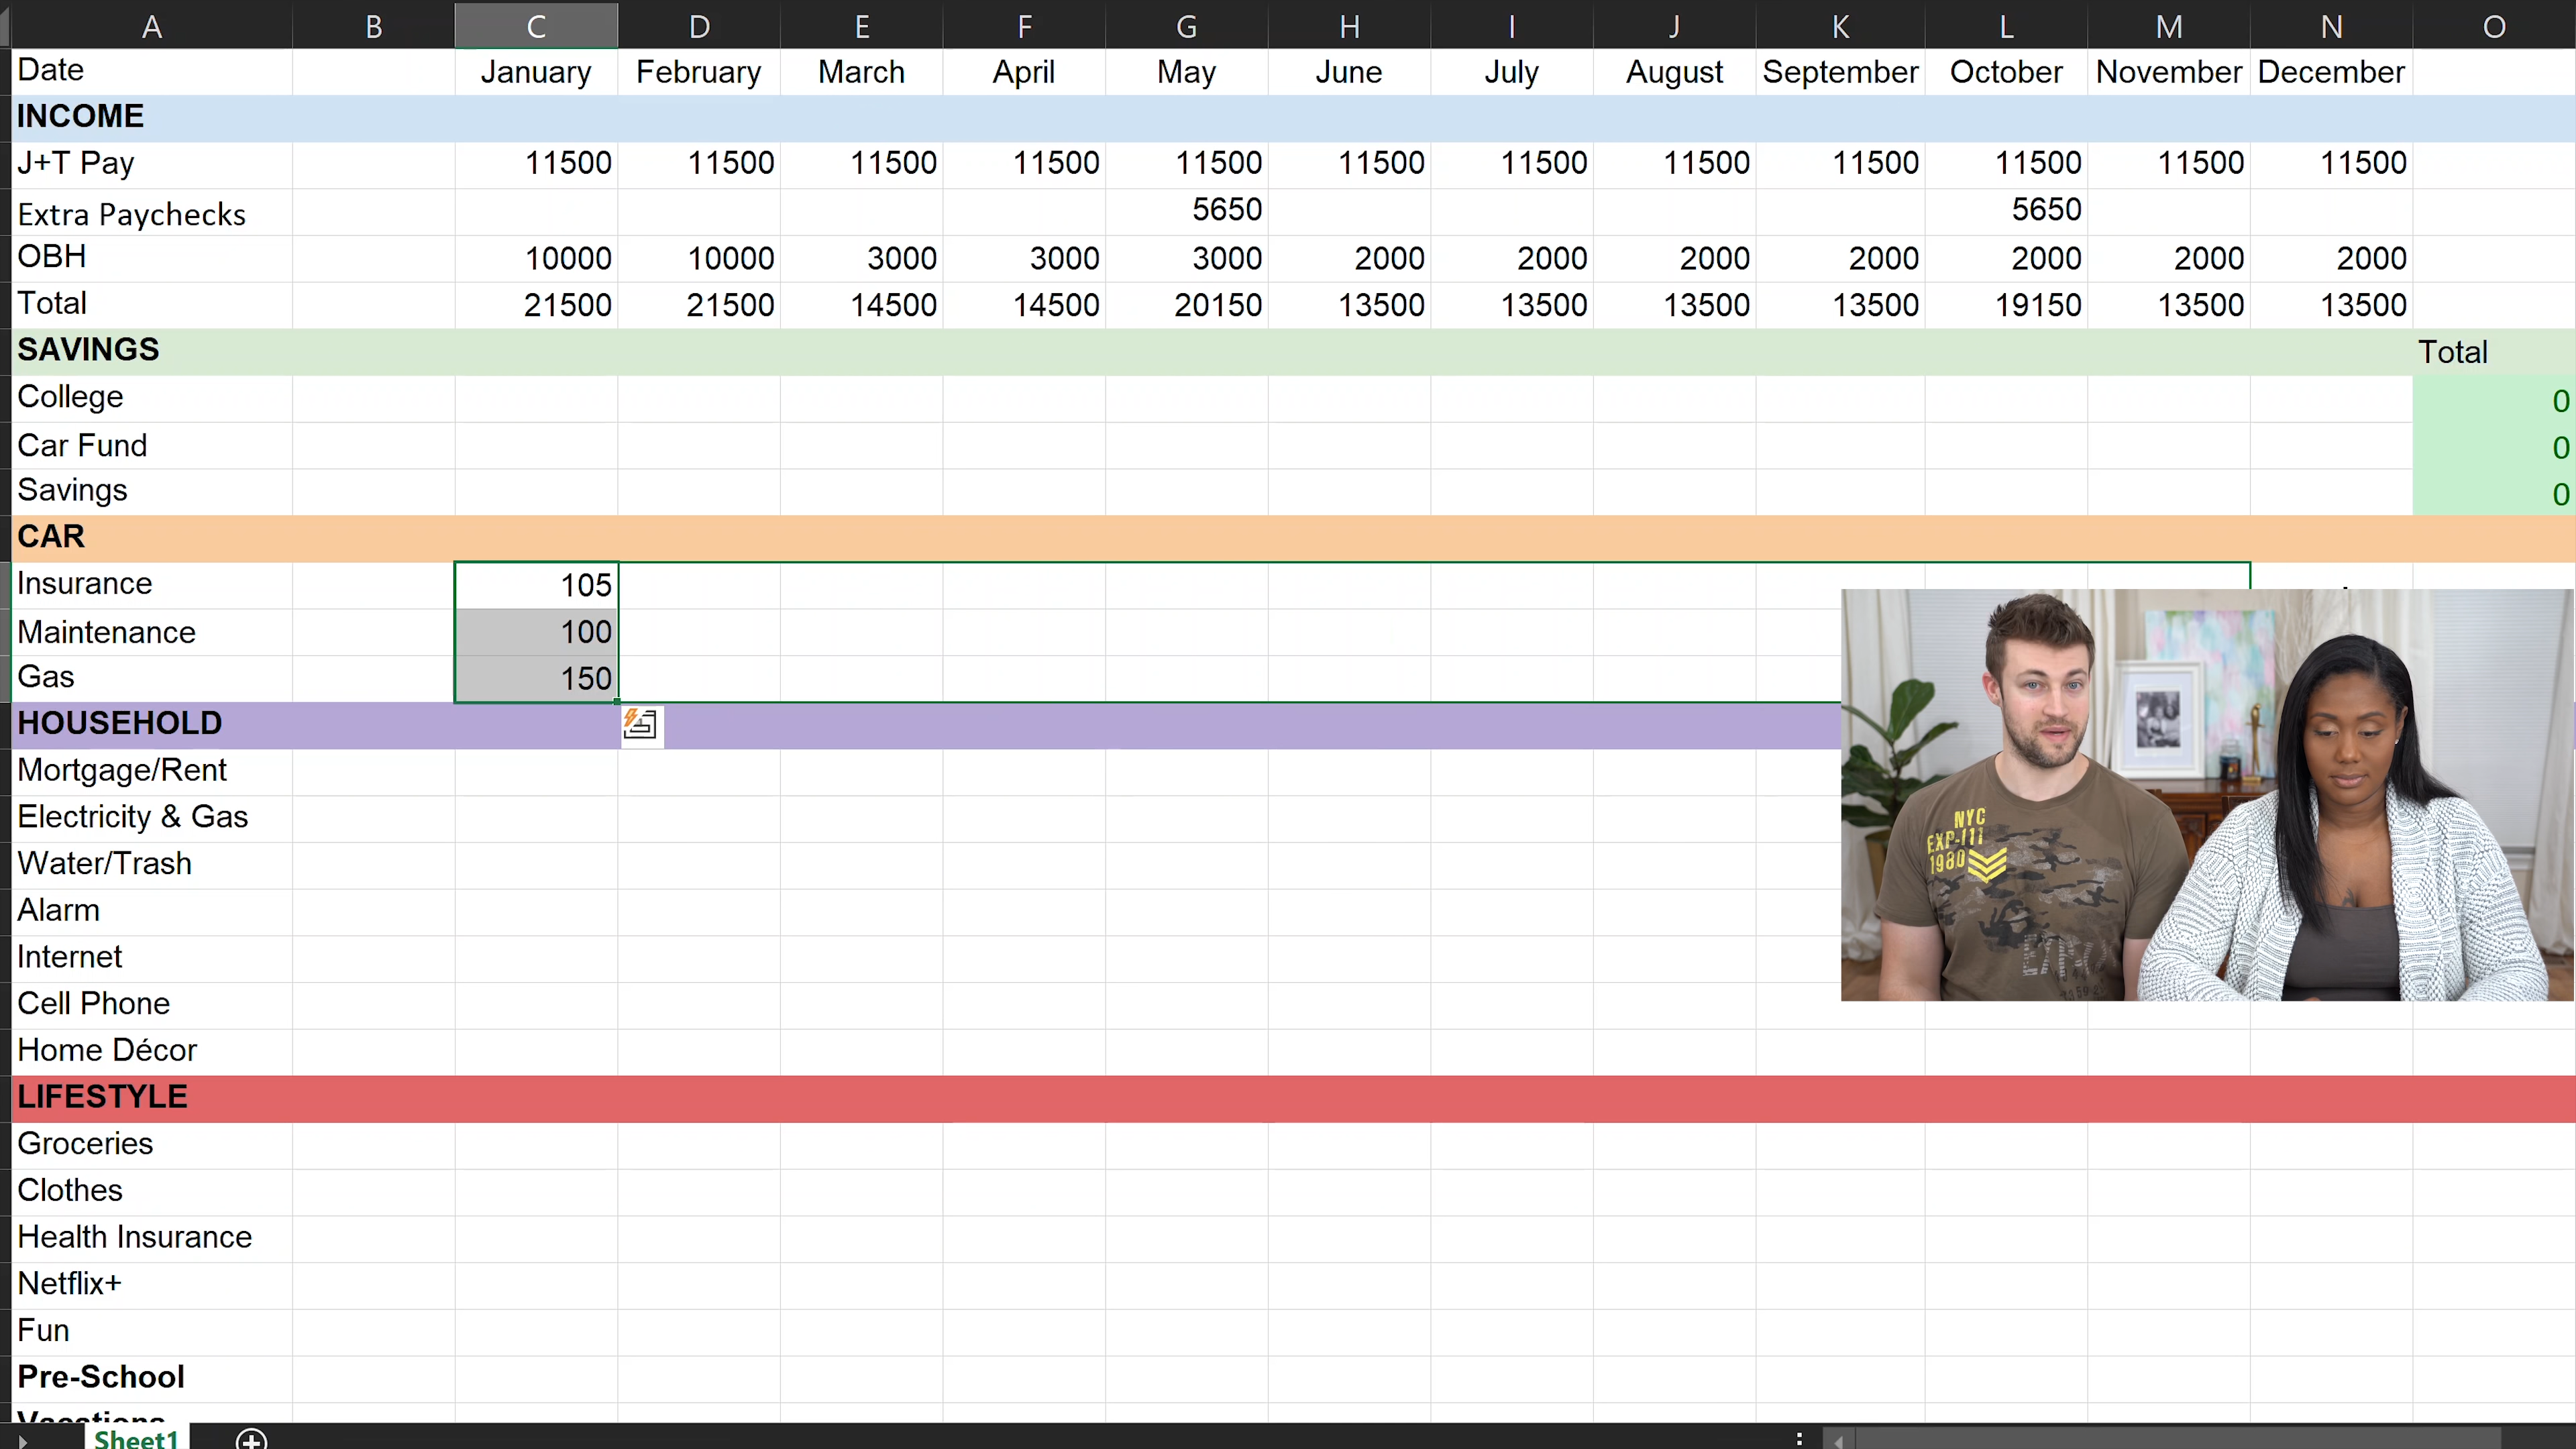 A B C D E F G H I J K L M N O
Date January February March April May June July August September October November December
INCOME
J+T Pay 11500 11500 11500 11500 11500 11500 11500 11500 11500 11500 11500 11500
Extra Paychecks 5650 5650
OBH 10000 10000 3000 3000 3000 2000 2000 2000 2000 2000 2000 2000
Total 21500 21500 14500 14500 20150 13500 13500 13500 13500 19150 13500 13500
SAVINGS Total
College 0
Car Fund 0
Savings 0
CAR
Insurance 105
Maintenance 100
Gas 150
HOUSEHOLD
Mortgage/Rent
Electricity & Gas
Water/Trash
Alarm
Internet
Cell Phone
Home Décor
LIFESTYLE
Groceries
Clothes
Health Insurance
Netflix+
Fun
Pre-School
Vacations
Sheet1
NYC
EXP-111
1980